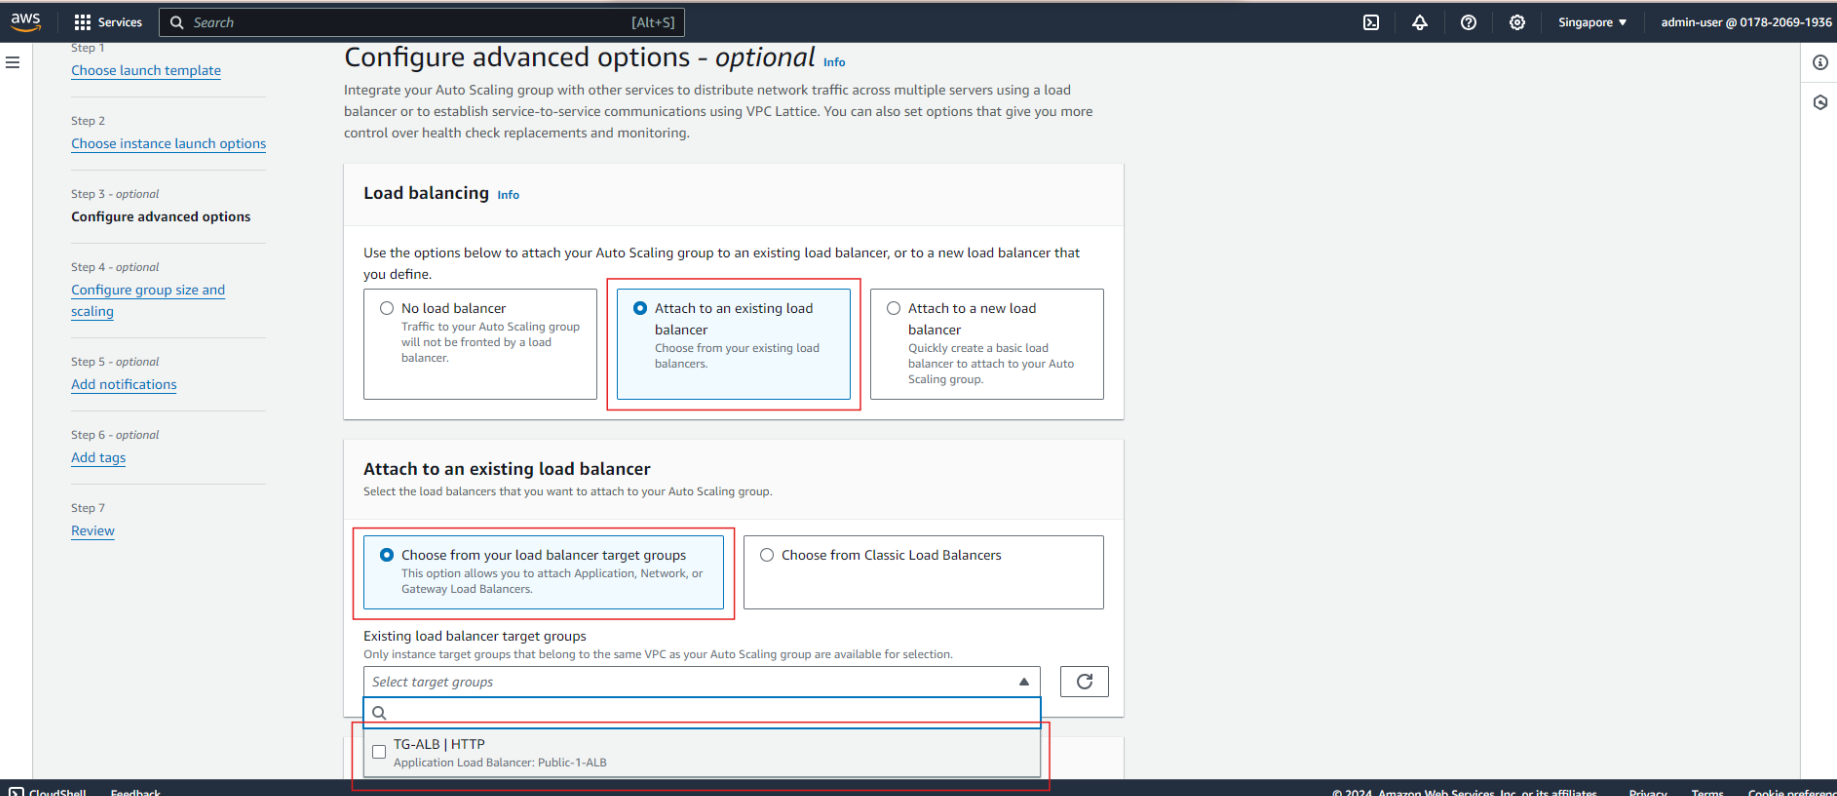 aws
Services
Search
[Alt+S]
Singapore ▼
admin-user @ 0178-2069-1936
Step 1
Choose launch template
Step 2
Choose instance launch options
Step 3 - optional
Configure advanced options
Step 4 - optional
Configure group size and
scaling
Step 5 - optional
Add notifications
Step 6 - optional
Add tags
Step 7
Review
Configure advanced options - optional Info
Integrate your Auto Scaling group with other services to distribute network traffic across multiple servers using a load
balancer or to establish service-to-service communications using VPC Lattice. You can also set options that give you more
control over health check replacements and monitoring.
Load balancing Info
Use the options below to attach your Auto Scaling group to an existing load balancer, or to a new load balancer that
you define.
No load balancer
Traffic to your Auto Scaling group
will not be fronted by a load
balancer.
Attach to an existing load
balancer
Choose from your existing load
balancers.
Attach to a new load
balancer
Quickly create a basic load
balancer to attach to your Auto
Scaling group.
Attach to an existing load balancer
Select the load balancers that you want to attach to your Auto Scaling group.
Choose from your load balancer target groups
This option allows you to attach Application, Network, or
Gateway Load Balancers.
Choose from Classic Load Balancers
Existing load balancer target groups
Only instance target groups that belong to the same VPC as your Auto Scaling group are available for selection.
Select target groups
TG-ALB | HTTP
Application Load Balancer: Public-1-ALB
CloudShell
Feedback
© 2024, Amazon Web Services, Inc. or its affiliates.
Privacy
Terms
Cookie preferenc